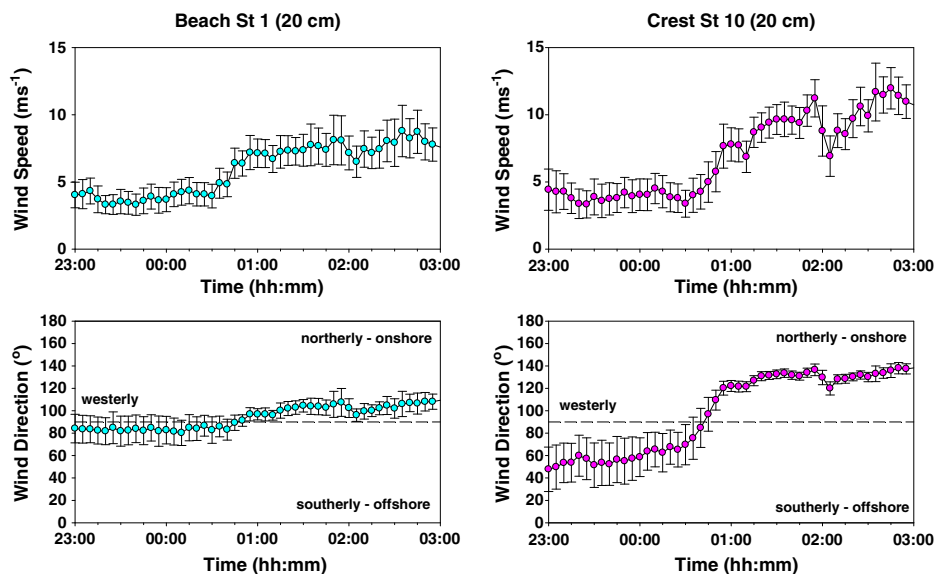 Beach St 1 (20 cm)
Wind Speed (ms-1)
15
10
5
0
23:00 00:00 01:00 02:00 03:00
Time (hh:mm)
Crest St 10 (20 cm)
Wind Speed (ms-1)
15
10
5
0
23:00 00:00 01:00 02:00 03:00
Time (hh:mm)
Wind Direction (o)
180
160
140
120
100
80
60
40
20
0
northerly - onshore
westerly
southerly - offshore
23:00 00:00 01:00 02:00 03:00
Time (hh:mm)
Wind Direction (o)
180
160
140
120
100
80
60
40
20
0
northerly - onshore
westerly
southerly - offshore
23:00 00:00 01:00 02:00 03:00
Time (hh:mm)